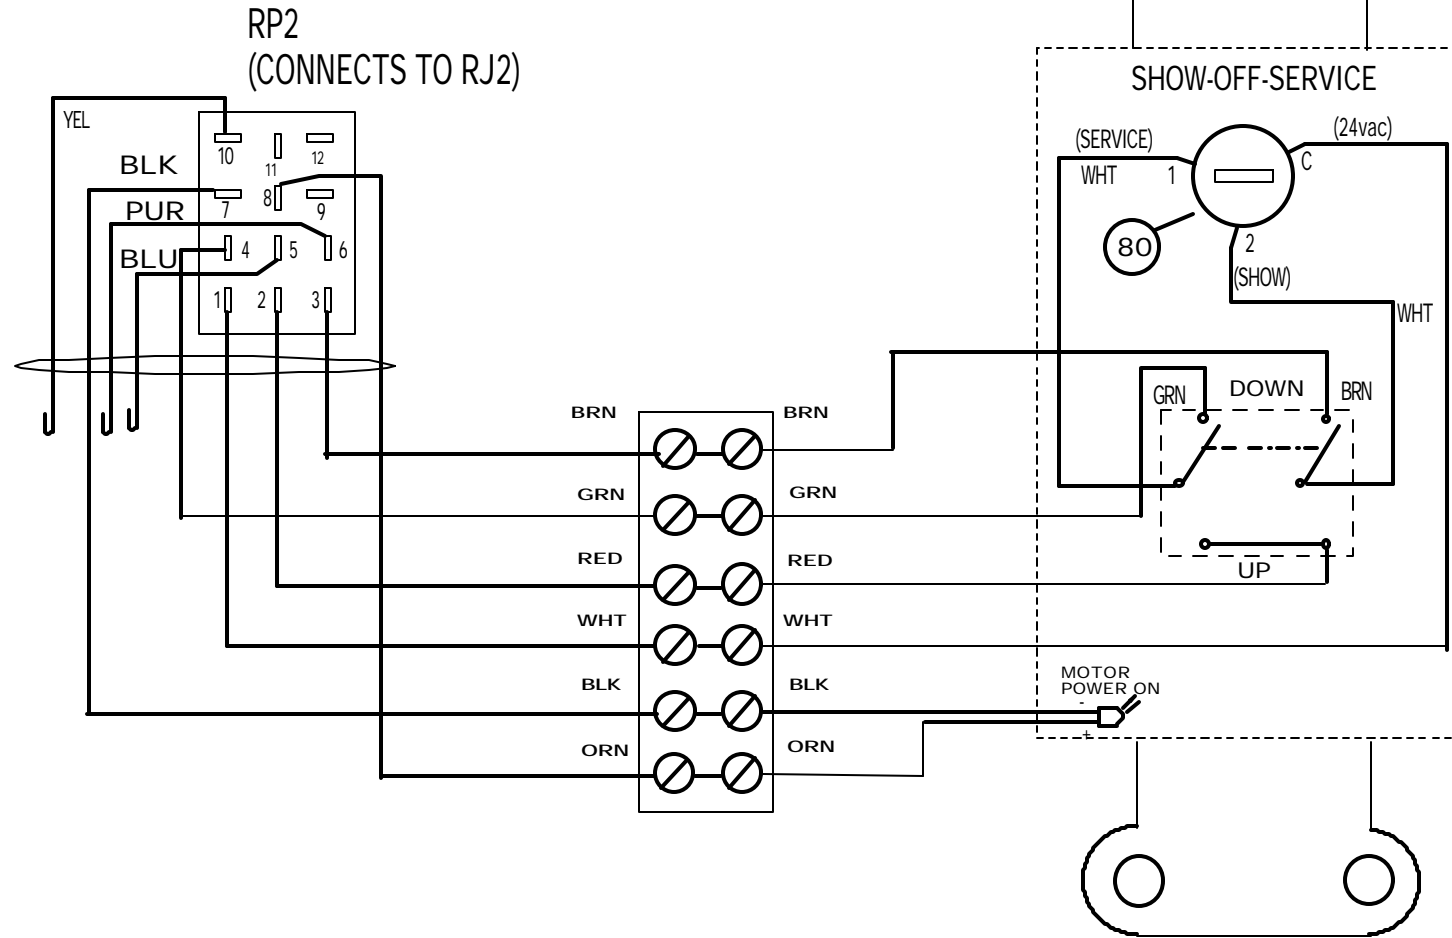 RP2
(CONNECTS TO RJ2)
YEL
10
11
12
BLK
7
8
9
PUR
4
5
6
BLU
1
2
3
BRN
BRN
GRN
GRN
RED
RED
WHT
WHT
BLK
BLK
ORN
ORN
SHOW-OFF-SERVICE
(SERVICE)
(24vac)
WHT
1
C
80
2
(SHOW)
WHT
GRN
DOWN
BRN
UP
MOTOR
POWER ON
-
+